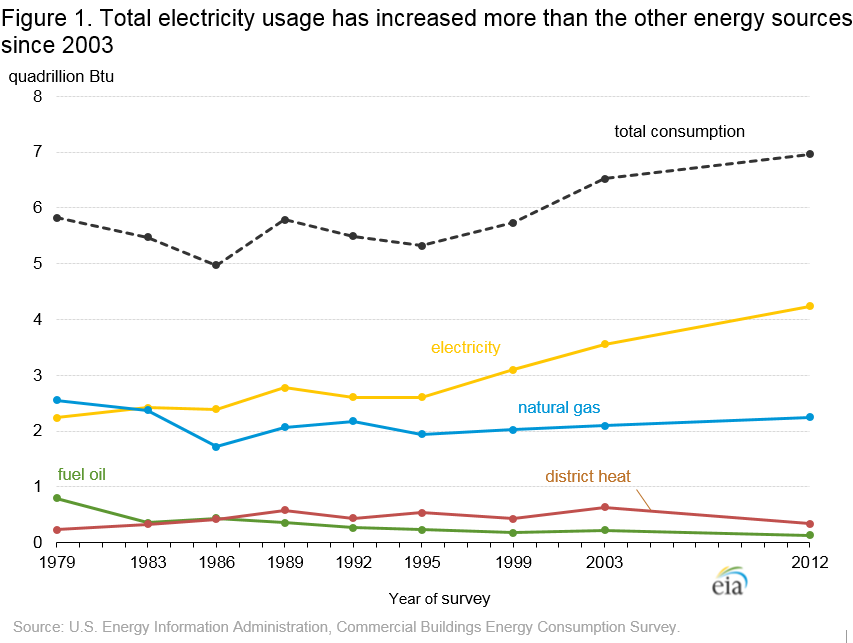 Figure 1. Total electricity usage has increased more than the other energy sources
since 2003
quadrillion Btu
8
total consumption
7
6
5
4
electricity
3
natural gas
2
fuel oil
district heat
1
0
1979 1983 1986 1989 1992 1995 1999 2003 2012
eia
Year of survey
Source: U.S. Energy Information Administration, Commercial Buildings Energy Consumption Survey.